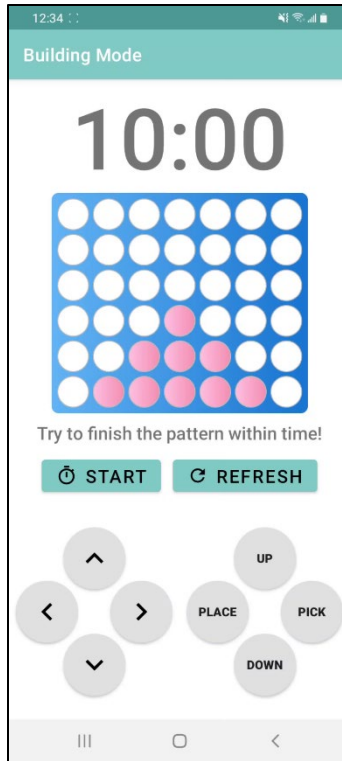 12:34
Building Mode
10:00
Try to finish the pattern within time!
START REFRESH
UP
PLACE PICK
DOWN